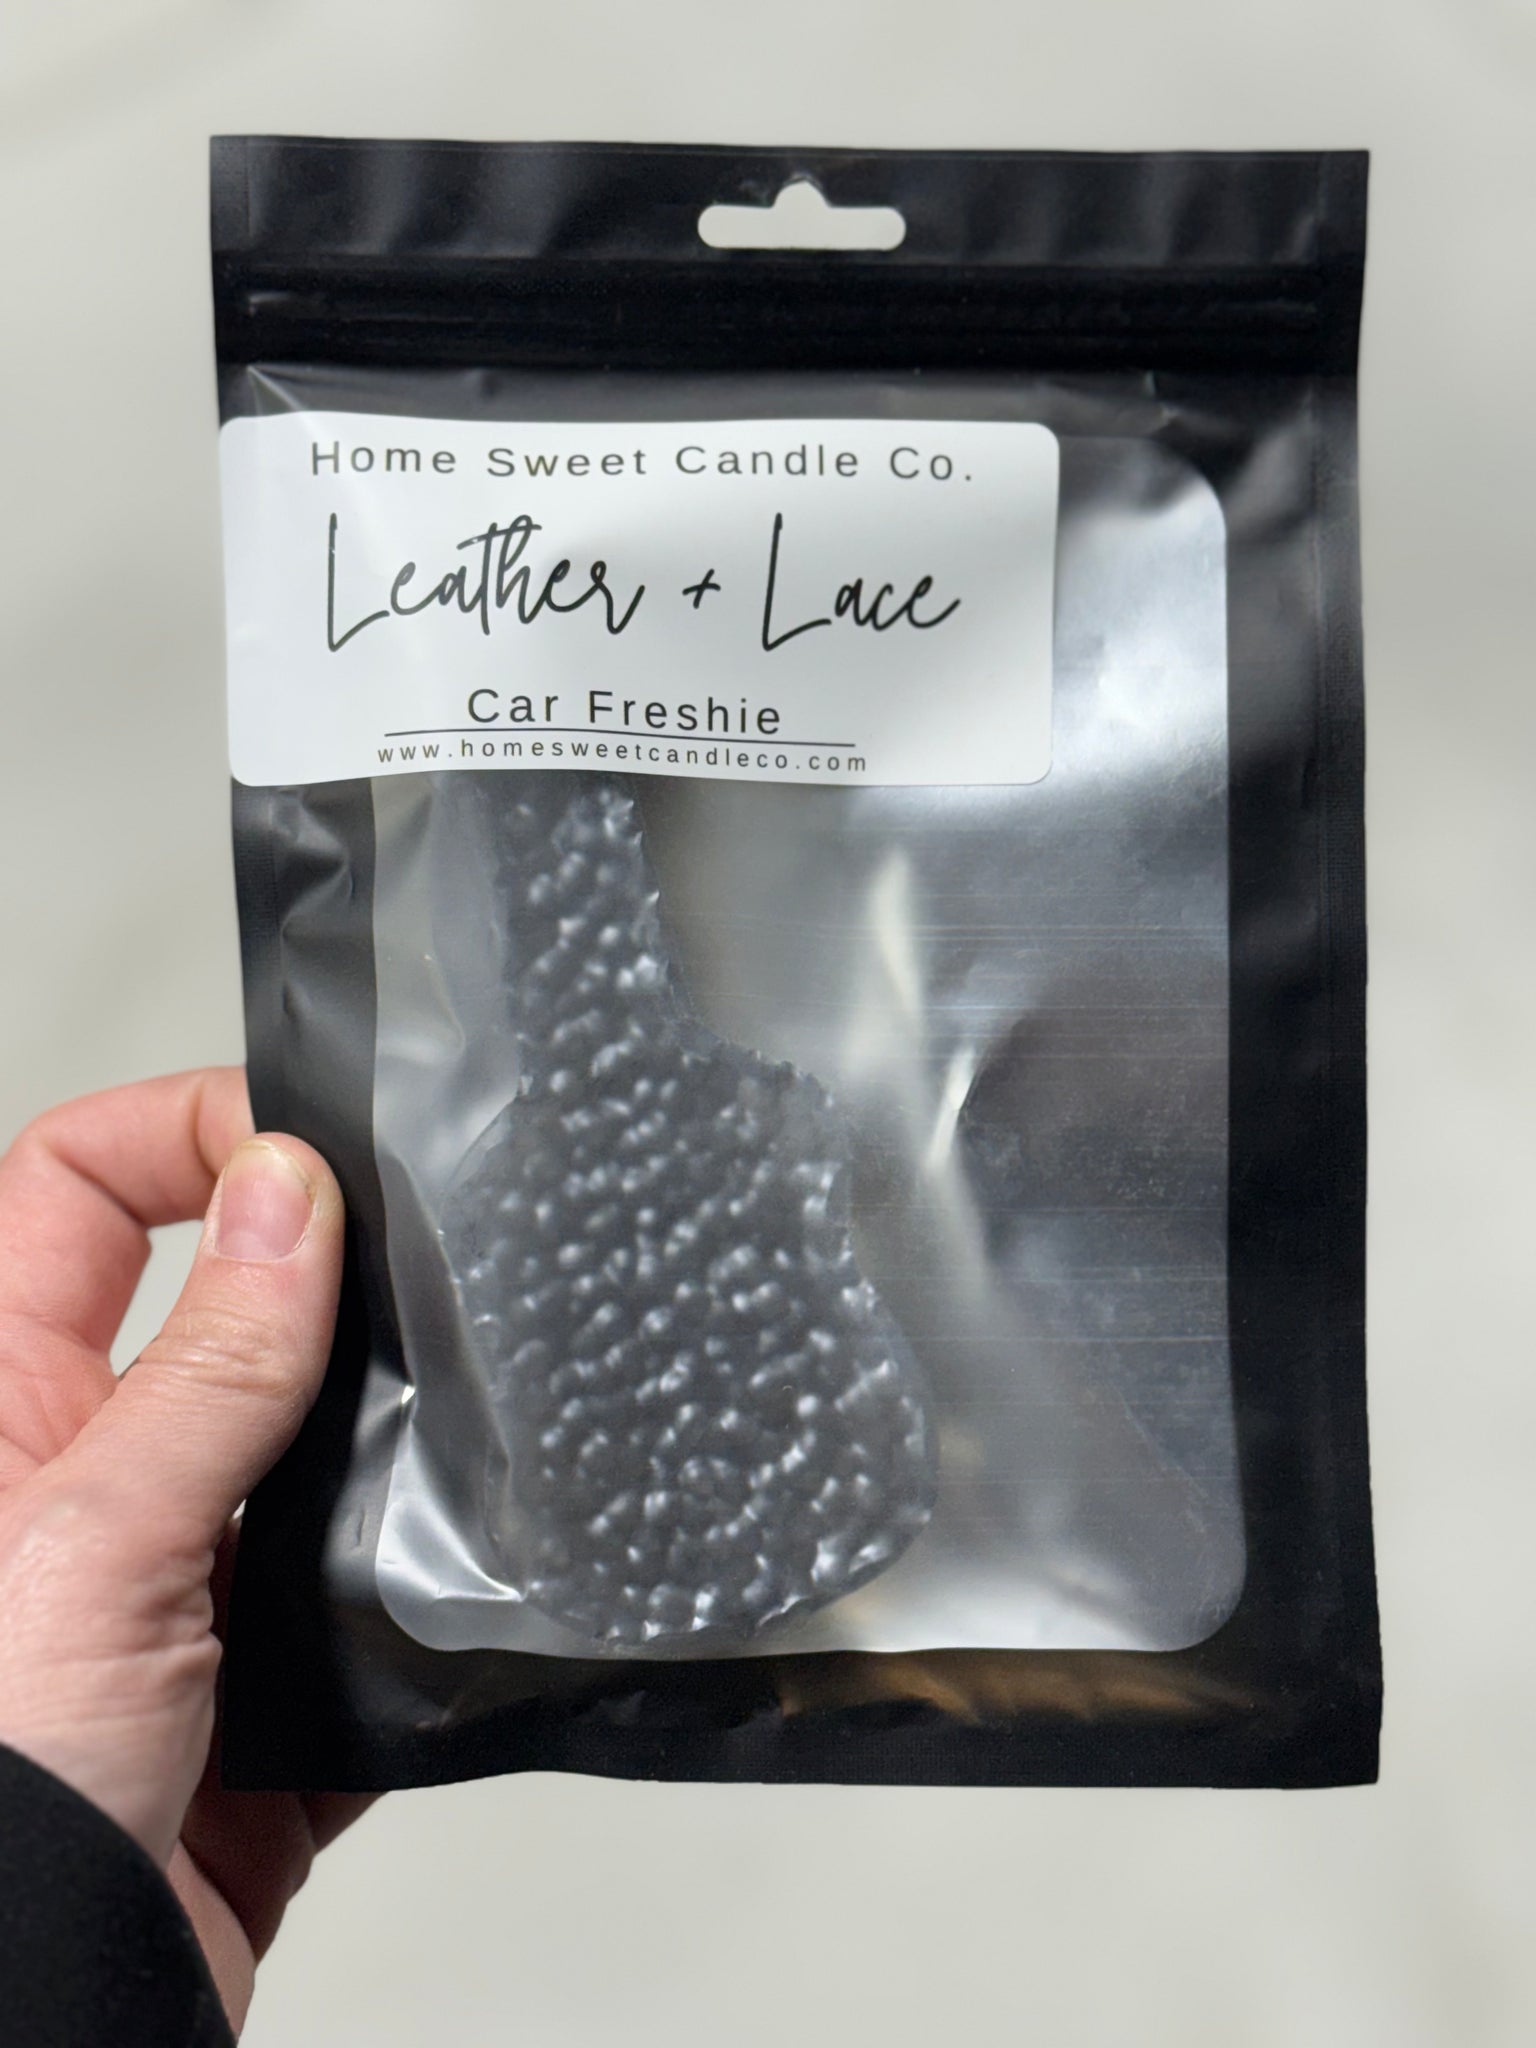 Home Sweet Candle Co.
Leather + Lace
Car Freshie
www.homesweetcandleco.com